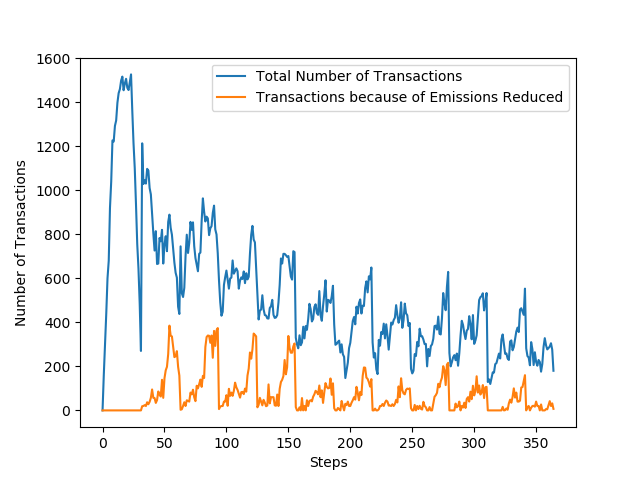 1600
1400
1200
1000
800
600
400
200
0
Number of Transactions
Total Number of Transactions
Transactions because of Emissions Reduced
0 50 100 150 200 250 300 350
Steps